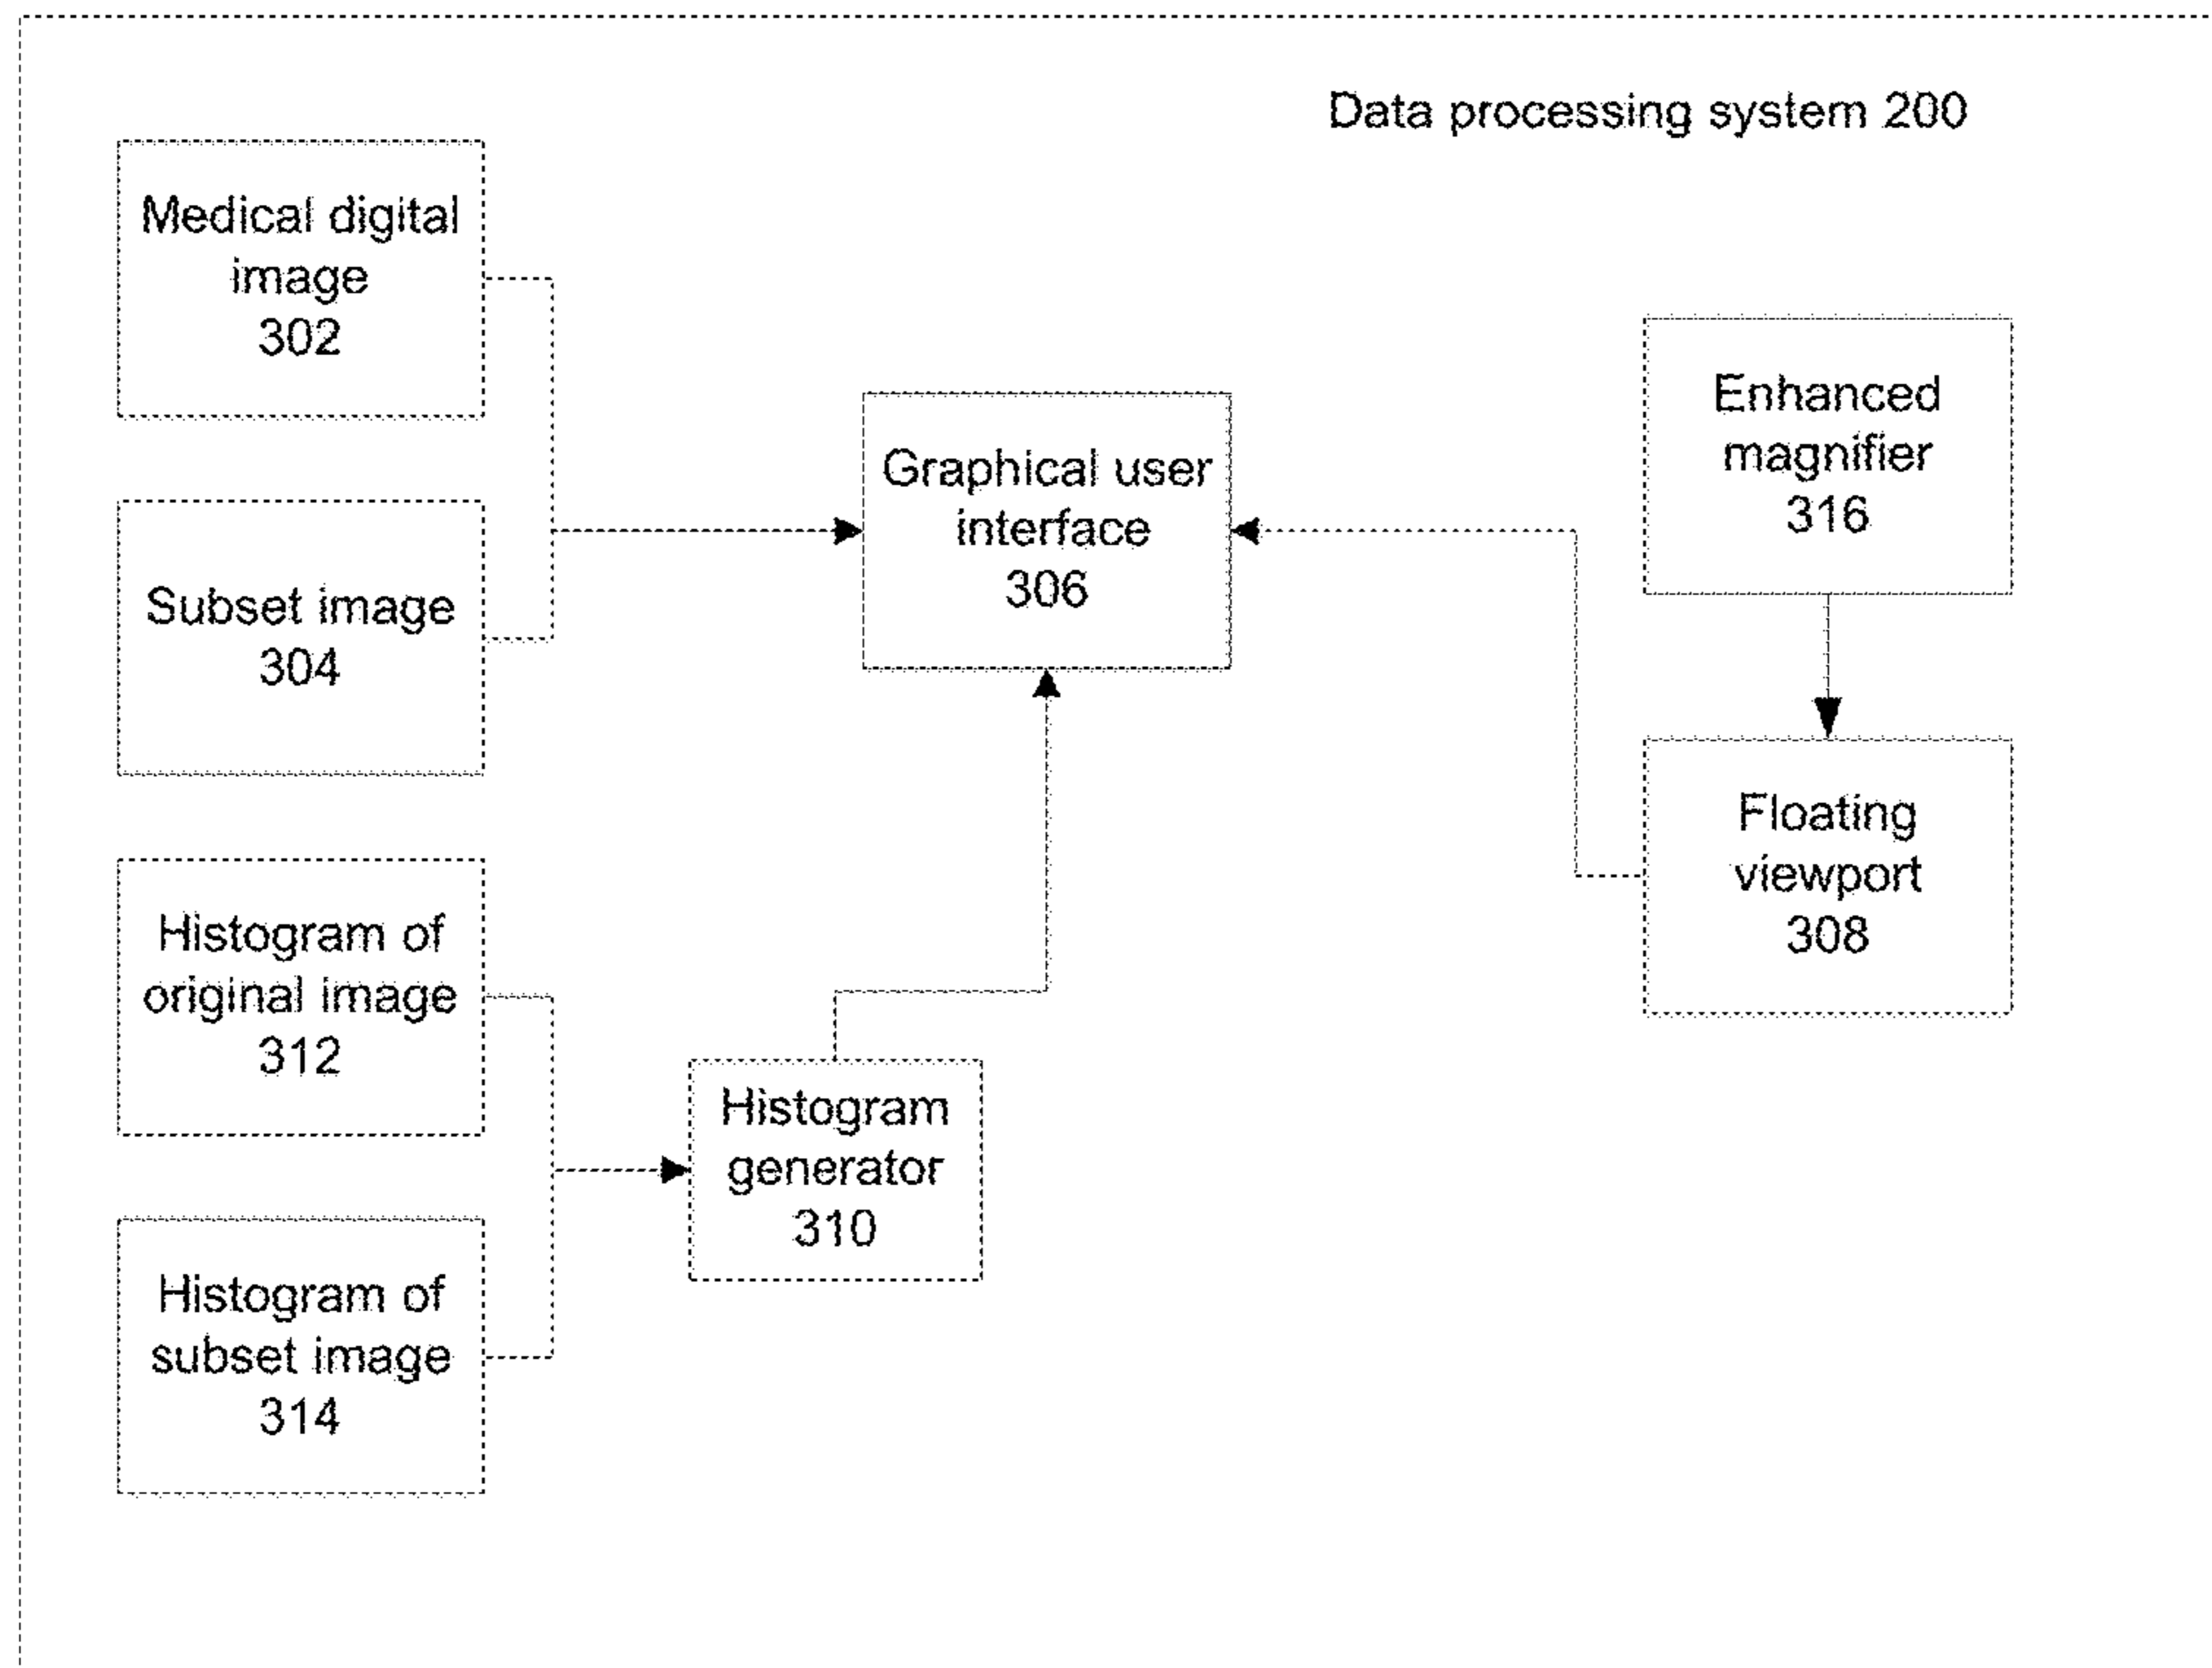 Data processing system 200
Medical digital
image
302
Subset image
304
Graphical user
interface
306
Enhanced
magnifier
316
Floating
viewport
308
Histogram of
original image
312
Histogram
generator
310
Histogram of
subset image
314